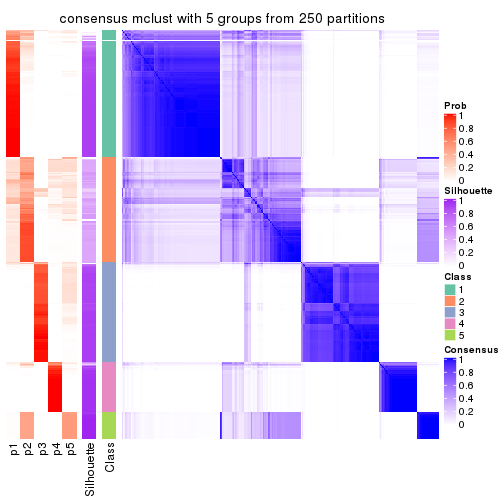 consensus mclust with 5 groups from 250 partitions
Prob
1
0.8
0.6
0.4
0.2
0
Silhouette
1
0.8
0.6
0.4
0.2
0
Class
1
2
3
4
5
Consensus
1
0.8
0.6
0.4
0.2
0
p1
p2
p3
p4
p5
Silhouette
Class